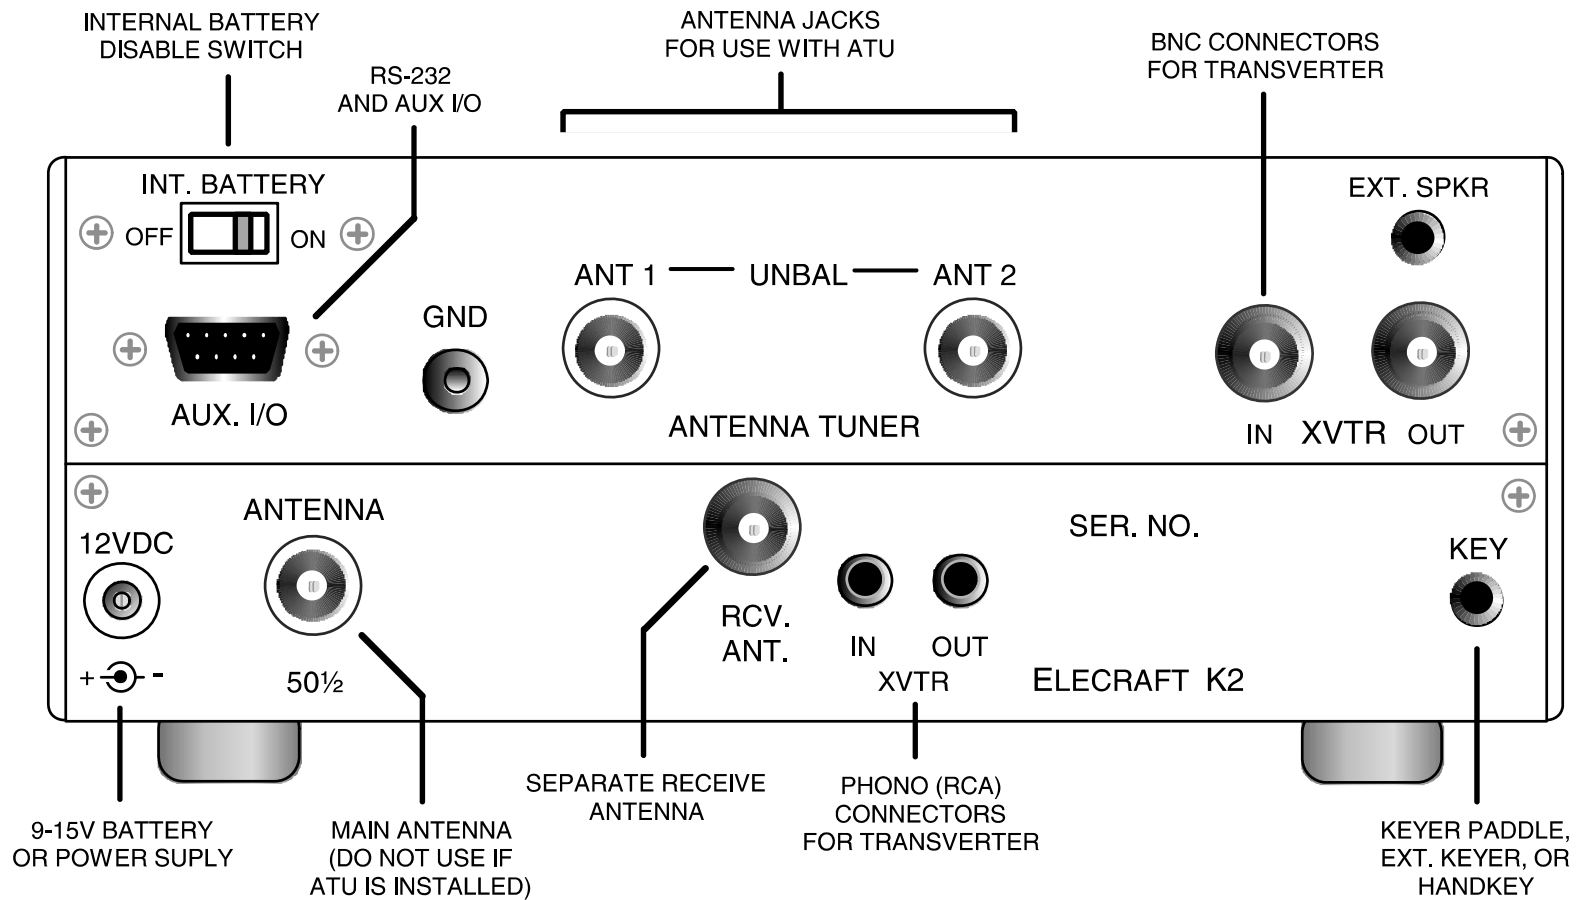 INTERNAL BATTERY
DISABLE SWITCH
RS-232
AND AUX I/O
ANTENNA JACKS
FOR USE WITH ATU
BNC CONNECTORS
FOR TRANSVERTER
INT. BATTERY
OFF
ON
EXT. SPKR
ANT 1
UNBAL
ANT 2
GND
AUX. I/O
ANTENNA TUNER
IN
XVTR
OUT
12VDC
ANTENNA
SER. NO.
KEY
RCV.
ANT.
IN
OUT
XVTR
+
-
50½
ELECRAFT K2
9-15V BATTERY
OR POWER SUPLY
MAIN ANTENNA
(DO NOT USE IF
ATU IS INSTALLED)
SEPARATE RECEIVE
ANTENNA
PHONO (RCA)
CONNECTORS
FOR TRANSVERTER
KEYER PADDLE,
EXT. KEYER, OR
HANDKEY